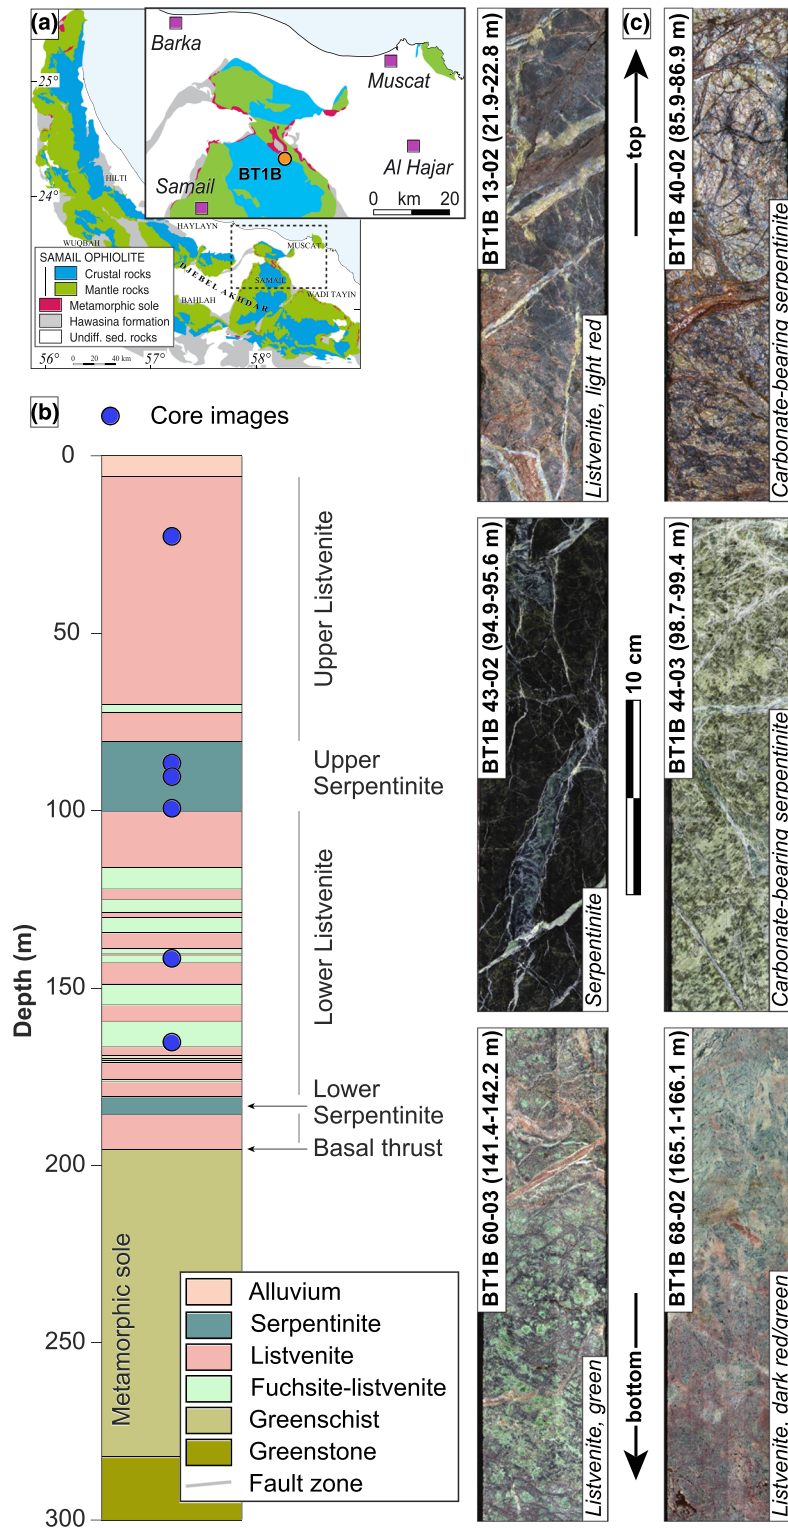 (a)
Barka
Muscat
BT1B
Al Hajar
Samail
0 km 20
25°
24°
HILTI
HAYLAYN
WUQBAH
MUSCAT
DJEBEL AKHDAR
SAMAIL
BAHLAH
WADI TAYIN
SAMAIL OPHIOLITE
Crustal rocks
Mantle rocks
Metamorphic sole
Hawasina formation
Undiff. sed. rocks
0 20 40 km
56°
57°
58°
(b)
Core images
0
50
100
150
200
250
300
Depth (m)
Upper Listvenite
Upper
Serpentinite
Lower Listvenite
Lower
Serpentinite
Basal thrust
Metamorphic sole
Alluvium
Serpentinite
Listvenite
Fuchsite-listvenite
Greenschist
Greenstone
Fault zone
(c)
top
BT1B 13-02 (21.9-22.8 m)
Listvenite, light red
BT1B 40-02 (85.9-86.9 m)
Carbonate-bearing serpentinite
BT1B 43-02 (94.9-95.6 m)
Serpentinite
10 cm
BT1B 44-03 (98.7-99.4 m)
Carbonate-bearing serpentinite
BT1B 60-03 (141.4-142.2 m)
Listvenite, green
bottom
BT1B 68-02 (165.1-166.1 m)
Listvenite, dark red/green